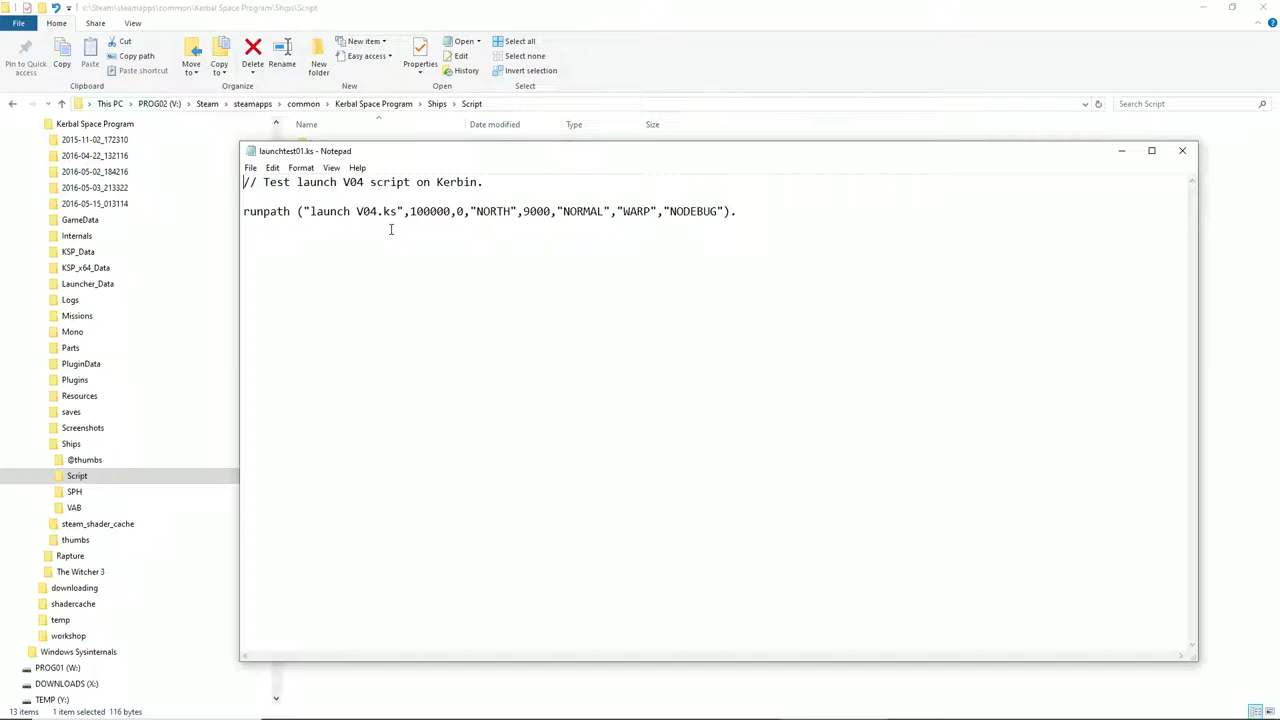 V:\Steam\steamapps\common\Kerbal Space Program\Ships\Script
File
Home
Share
View
Pin to Quick access
Copy
Paste
Cut
Copy path
Paste shortcut
Clipboard
Move to
Copy to
Delete
Rename
Organize
New folder
New item
Easy access
New
Properties
Open
Edit
History
Open
Select all
Select none
Invert selection
Select
This PC > PROG02 (V:) > Steam > steamapps > common > Kerbal Space Program > Ships > Script
Search Script
Name
Date modified
Type
Size
Kerbal Space Program
2015-11-02_172310
2016-04-22_132116
2016-05-02_184216
2016-05-03_213322
2016-05-15_013114
GameData
Internals
KSP_Data
KSP_x64_Data
Launcher_Data
Logs
Missions
Mono
Parts
PluginData
Plugins
Resources
saves
Screenshots
Ships
@thumbs
Script
SPH
VAB
steam_shader_cache
thumbs
Rapture
The Witcher 3
downloading
shadercache
temp
workshop
Windows Sysinternals
PROG01 (W:)
DOWNLOADS (X:)
TEMP (Y:)
13 items
1 item selected 116 bytes
launchtest01.ks - Notepad
File Edit Format View Help
// Test launch V04 script on Kerbin.
runpath ("launch V04.ks",100000,0,"NORTH",9000,"NORMAL","WARP","NODEBUG").